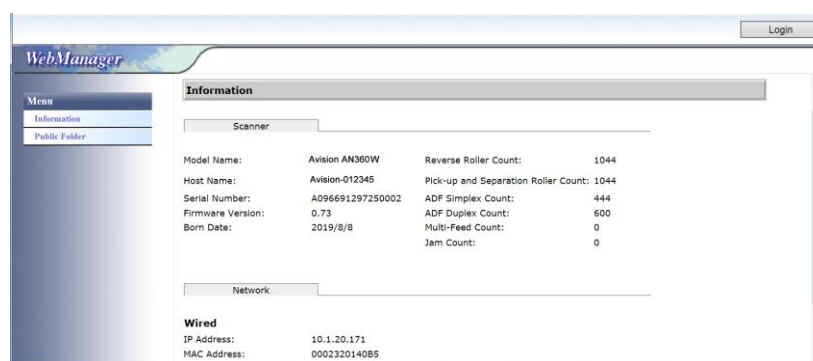 Login
WebManager
Menu
Information
Public Folder
Information
Scanner
Model Name: Avision AN360W Reverse Roller Count: 1044
Host Name: Avision-012345 Pick-up and Separation Roller Count: 1044
Serial Number: A096691297250002 ADF Simplex Count: 444
Firmware Version: 0.73 ADF Duplex Count: 600
Born Date: 2019/8/8 Multi-Feed Count: 0
Jam Count: 0
Network
Wired
IP Address: 10.1.20.171
MAC Address: 0002320140B5